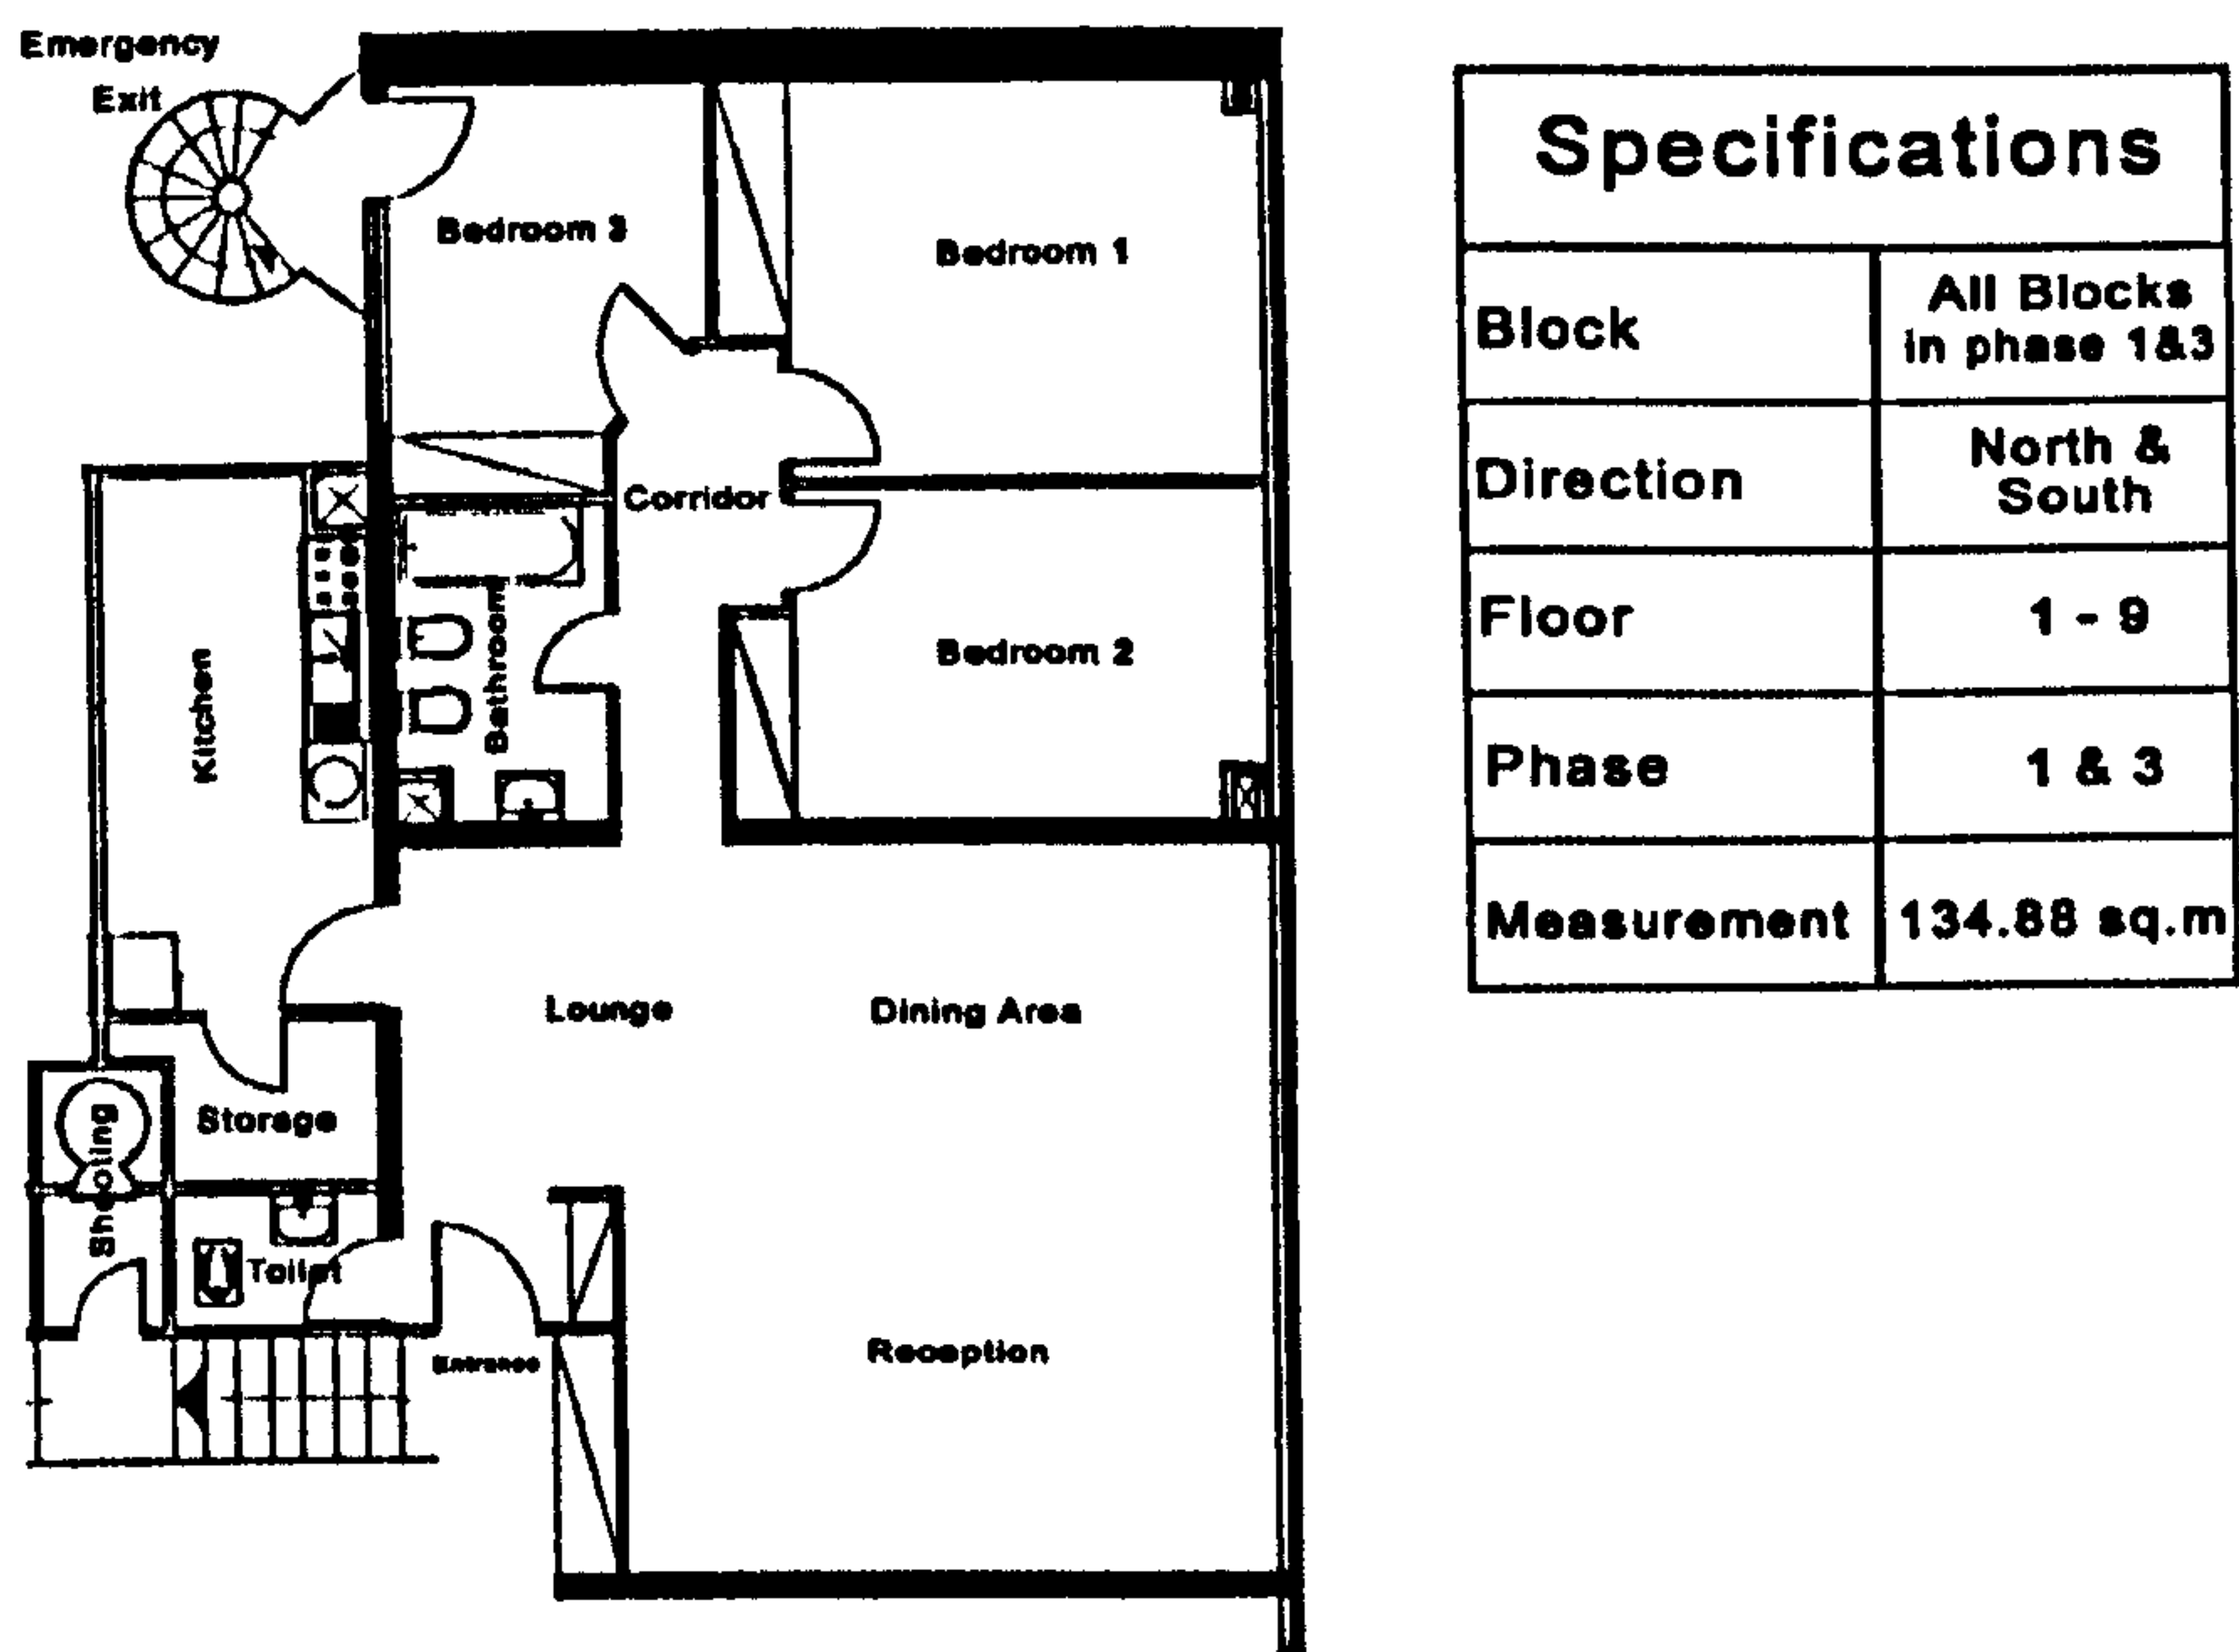 Emergency
Exit
Bedroom 3
Bedroom 1
Corridor
Kitchen
Bathroom
Bedroom 2
Lounge
Dining Area
Storage
Toilet
Entrance
Reception
Specifications
Block
All Blocks
in phase 1&3
Direction
North &
South
Floor
1 - 9
Phase
1 & 3
Measurement
134.88 sq.m